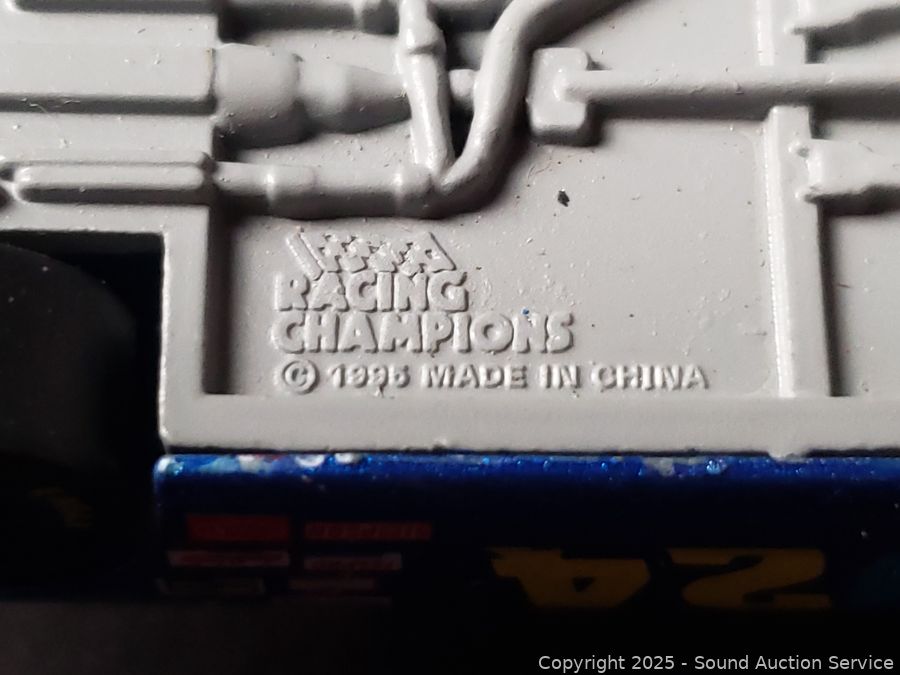 RACING
CHAMPIONS
© 1995 MADE IN CHINA
24
Copyright 2025 - Sound Auction Service